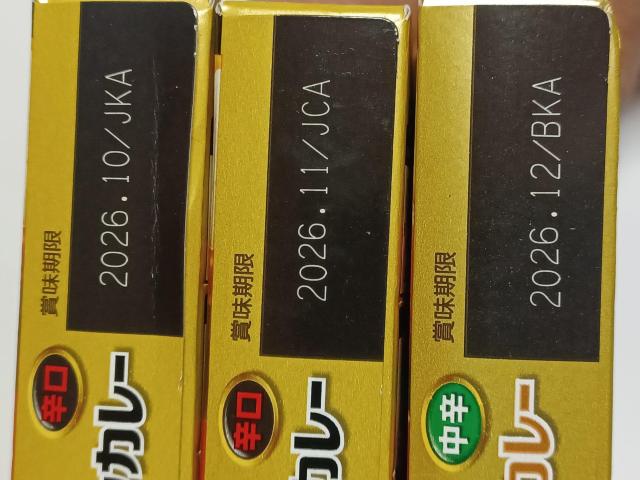 賞味期限
2026.10/JKA
辛口
カレー
賞味期限
2026.11/JCA
辛口
カレー
賞味期限
2026.12/BKA
中辛
カレー